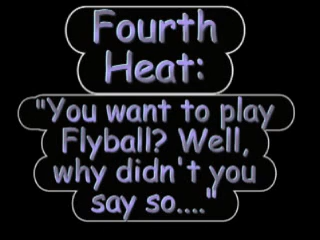 Fourth
Heat:
"You want to play
Flyball? Well,
why didn't you
say so...."